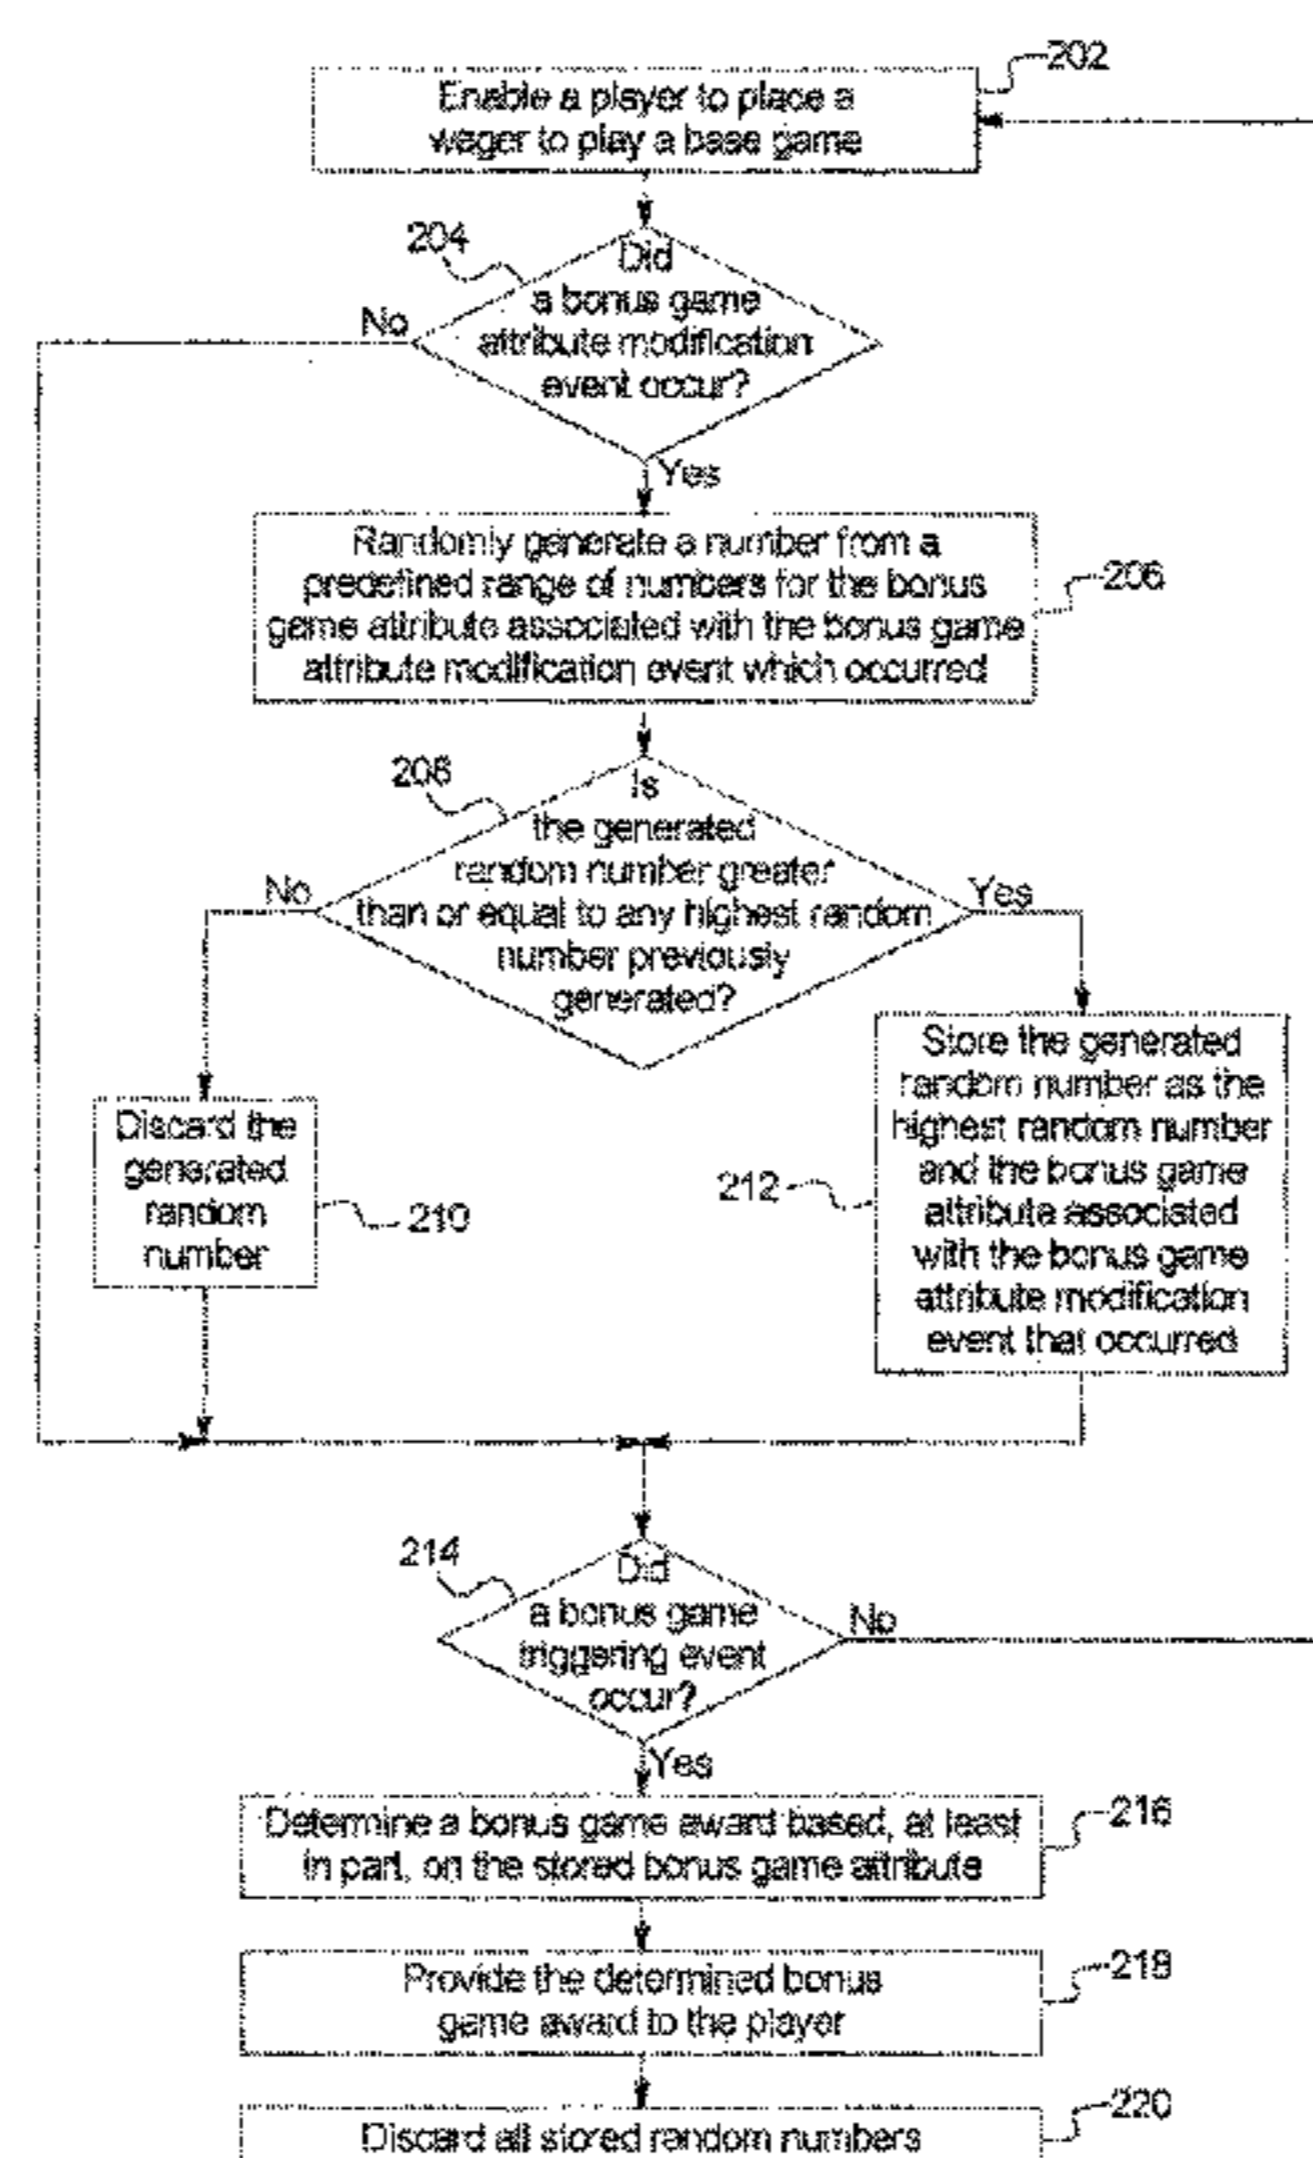 202
Enable a player to place a
wager to play a base game
204
Did
a bonus game
attribute modification
event occur?
No
Yes
Randomly generate a number from a
predefined range of numbers for the bonus
game attribute associated with the bonus game
attribute modification event which occurred
206
208
Is
the generated
random number greater
than or equal to any highest random
number previously
generated?
No
Yes
Discard the
generated
random
number
210
Store the generated
random number as the
highest random number
and the bonus game
attribute associated
with the bonus game
attribute modification
event that occurred
212
214
Did
a bonus game
triggering event
occur?
No
Yes
Determine a bonus game award based, at least
in part, on the stored bonus game attribute
216
Provide the determined bonus
game award to the player
218
Discard all stored random numbers
220